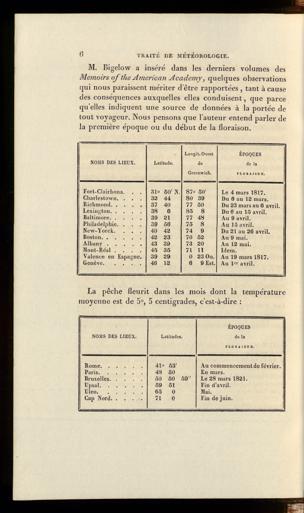 6 TRAITÉ DE MÉTÉOROLOGIE.
M. Bigelow a inséré dans les derniers volumes des
Memoirs of the American Academy, quelques observations
qui nous paraissent mériter d'être rapportées, tant à cause
des conséquences auxquelles elles conduisent, que parce
qu'elles indiquent une source de données à la portée de
tout voyageur. Nous pensons que l'auteur entend parler de
la première époque ou du début de la floraison.
NOMS DES LIEUX. Latitude. Longit. Ouest de Greenwich. ÉPOQUES de la FLORAISON.
Fort-Claiborne. . . . 31° 50' N. 87° 50' Le 4 mars 1817.
Charlestown. . . . . 32 44 80 39 Du 6 au 12 mars.
Richmond. . . . . 37 40 77 50 Du 23 mars au 6 avril.
Lexington. . . . . 38 6 85 8 Du 6 au 15 avril.
Baltimore. . . . . 39 21 77 48 Au 9 avril.
Philadelphie. . . . 39 56 75 8 Au 15 avril.
New-Yorck. . . . . 40 42 74 9 Du 21 au 26 avril.
Boston. . . . . . 42 23 70 52 Au 9 mai.
Albany . . . . . 42 39 73 20 Au 12 mai.
Mont-Réal . . . . 45 35 71 11 Idem.
Valence en Espagne. 39 29 0 23 Ou. Au 19 mars 1817.
Genève. . . . . . 46 12 6 9 Est. Au 1er avril.
La pêche fleurit dans les mois dont la température
moyenne est de 5°, 5 centigrades, c'est-à-dire :
NOMS DES LIEUX. Latitudes. ÉPOQUES de la FLORAISON.
Rome. . . . . . 41° 53' Au commencement de février.
Paris. . . . . . 48 50 En mars.
Bruxelles. . . . . 50 50 59'' Le 28 mars 1821.
Upsal. . . . . . 59 51 Fin d'avril.
Uleo. . . . . . 65 0 Mai.
Cap Nord. . . . . 71 0 Fin de juin.